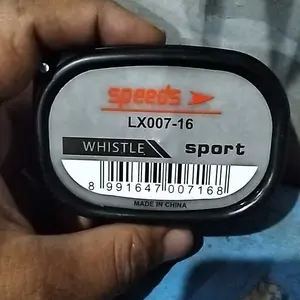 speeds
LX007-16
WHISTLE sport
8 991647 007168
MADE IN CHINA